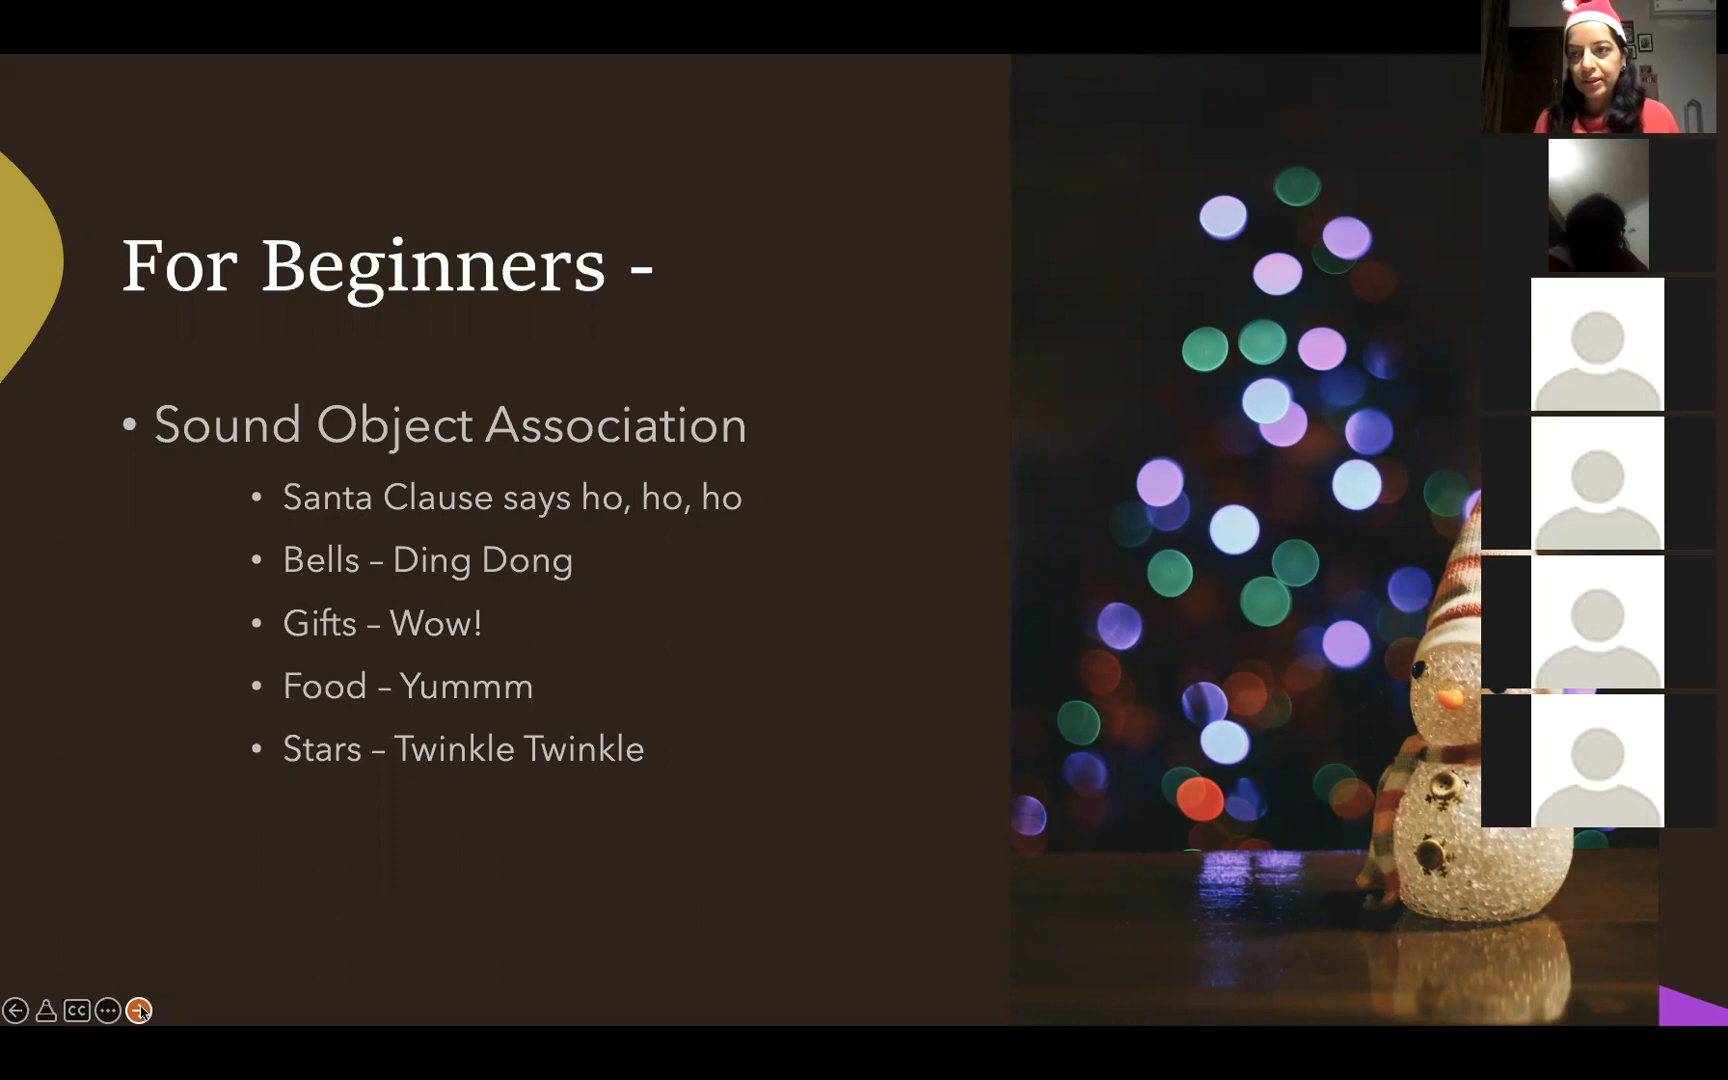 For Beginners -
• Sound Object Association
• Santa Clause says ho, ho, ho
• Bells – Ding Dong
• Gifts – Wow!
• Food – Yummm
• Stars – Twinkle Twinkle
CC